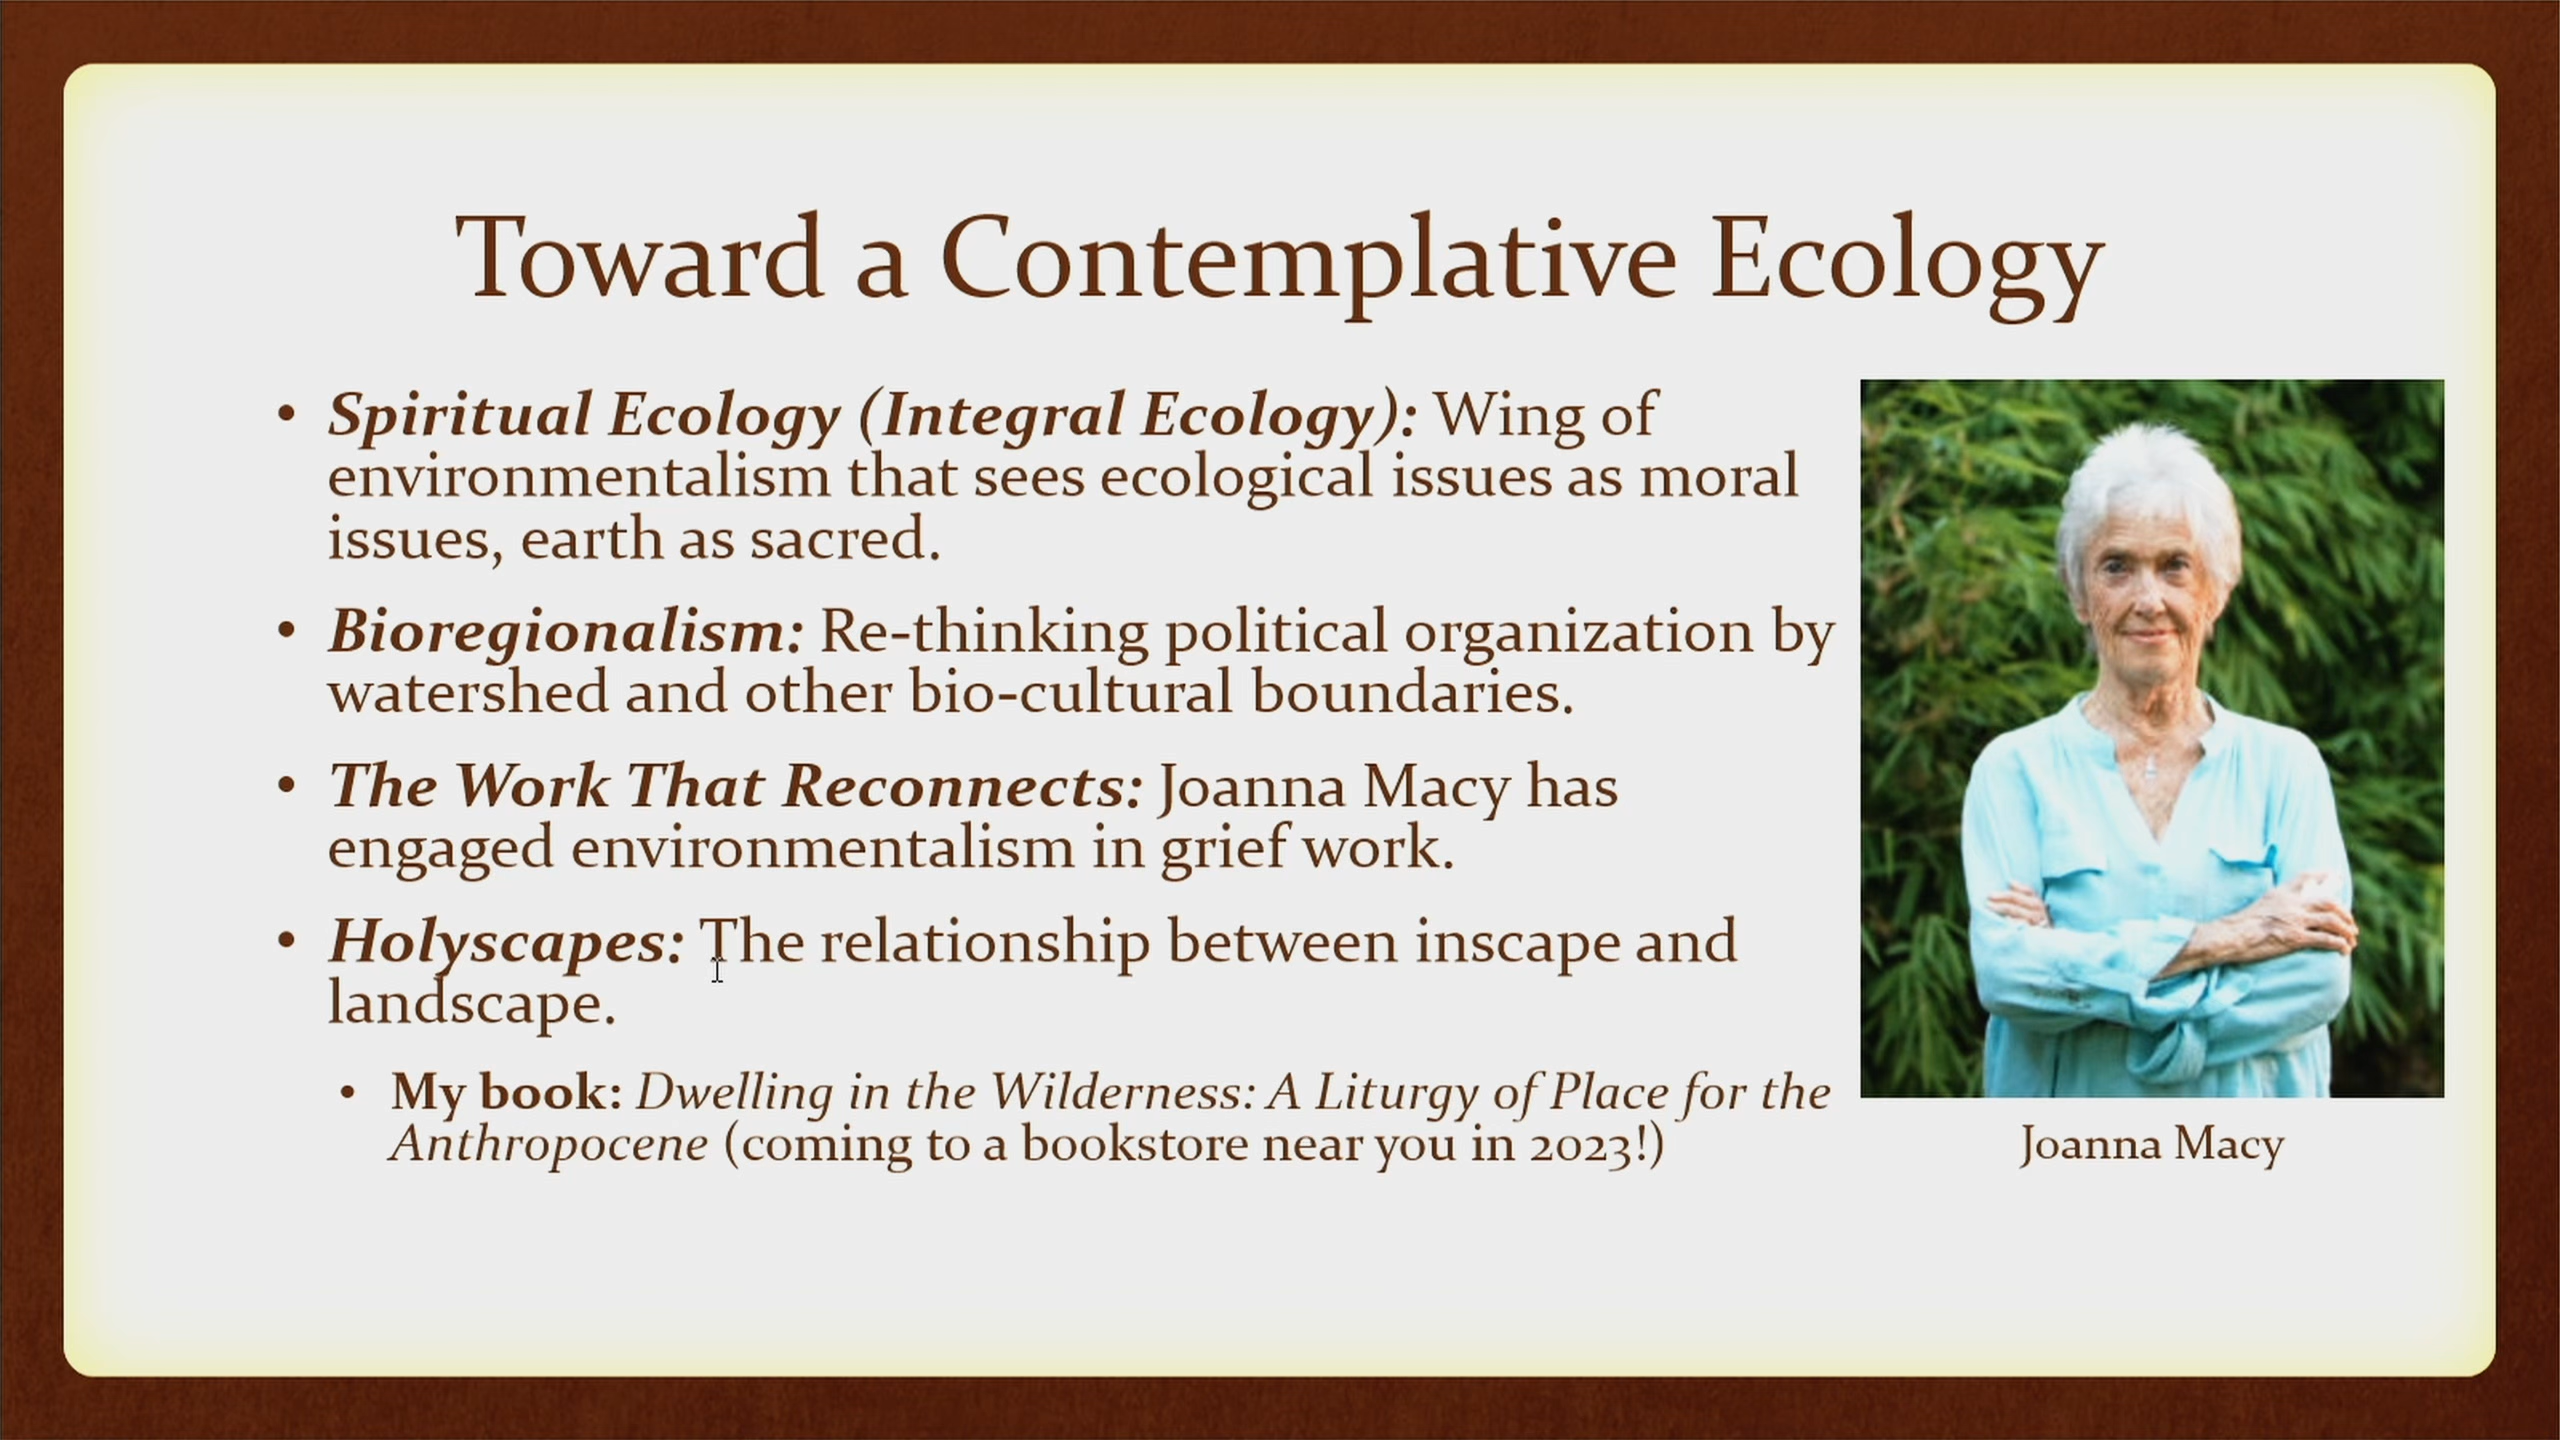 Toward a Contemplative Ecology
• Spiritual Ecology (Integral Ecology): Wing of
environmentalism that sees ecological issues as moral
issues, earth as sacred.
• Bioregionalism: Re-thinking political organization by
watershed and other bio-cultural boundaries.
• The Work That Reconnects: Joanna Macy has
engaged environmentalism in grief work.
• Holyscapes: The relationship between inscape and
landscape.
• My book: Dwelling in the Wilderness: A Liturgy of Place for the
Anthropocene (coming to a bookstore near you in 2023!)
Joanna Macy